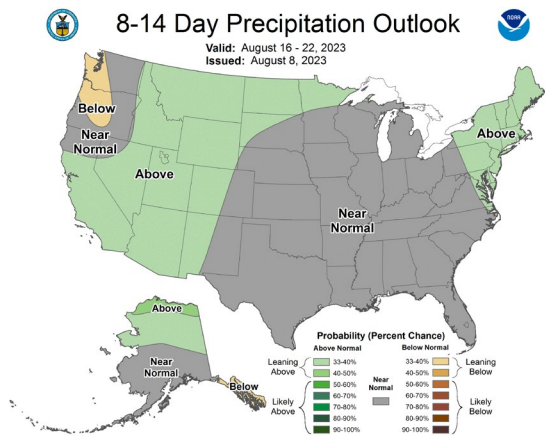 8-14 Day Precipitation Outlook
Valid: August 16 - 22, 2023
Issued: August 8, 2023
NOAA
Below
Near
Normal
Above
Above
Near
Normal
Above
Near
Normal
Below
Probability (Percent Chance)
Above Normal
Below Normal
Leaning
Above
33-40%
40-50%
Likely
Above
50-60%
60-70%
70-80%
80-90%
90-100%
Near
Normal
33-40%
40-50%
Leaning
Below
50-60%
60-70%
70-80%
80-90%
90-100%
Likely
Below